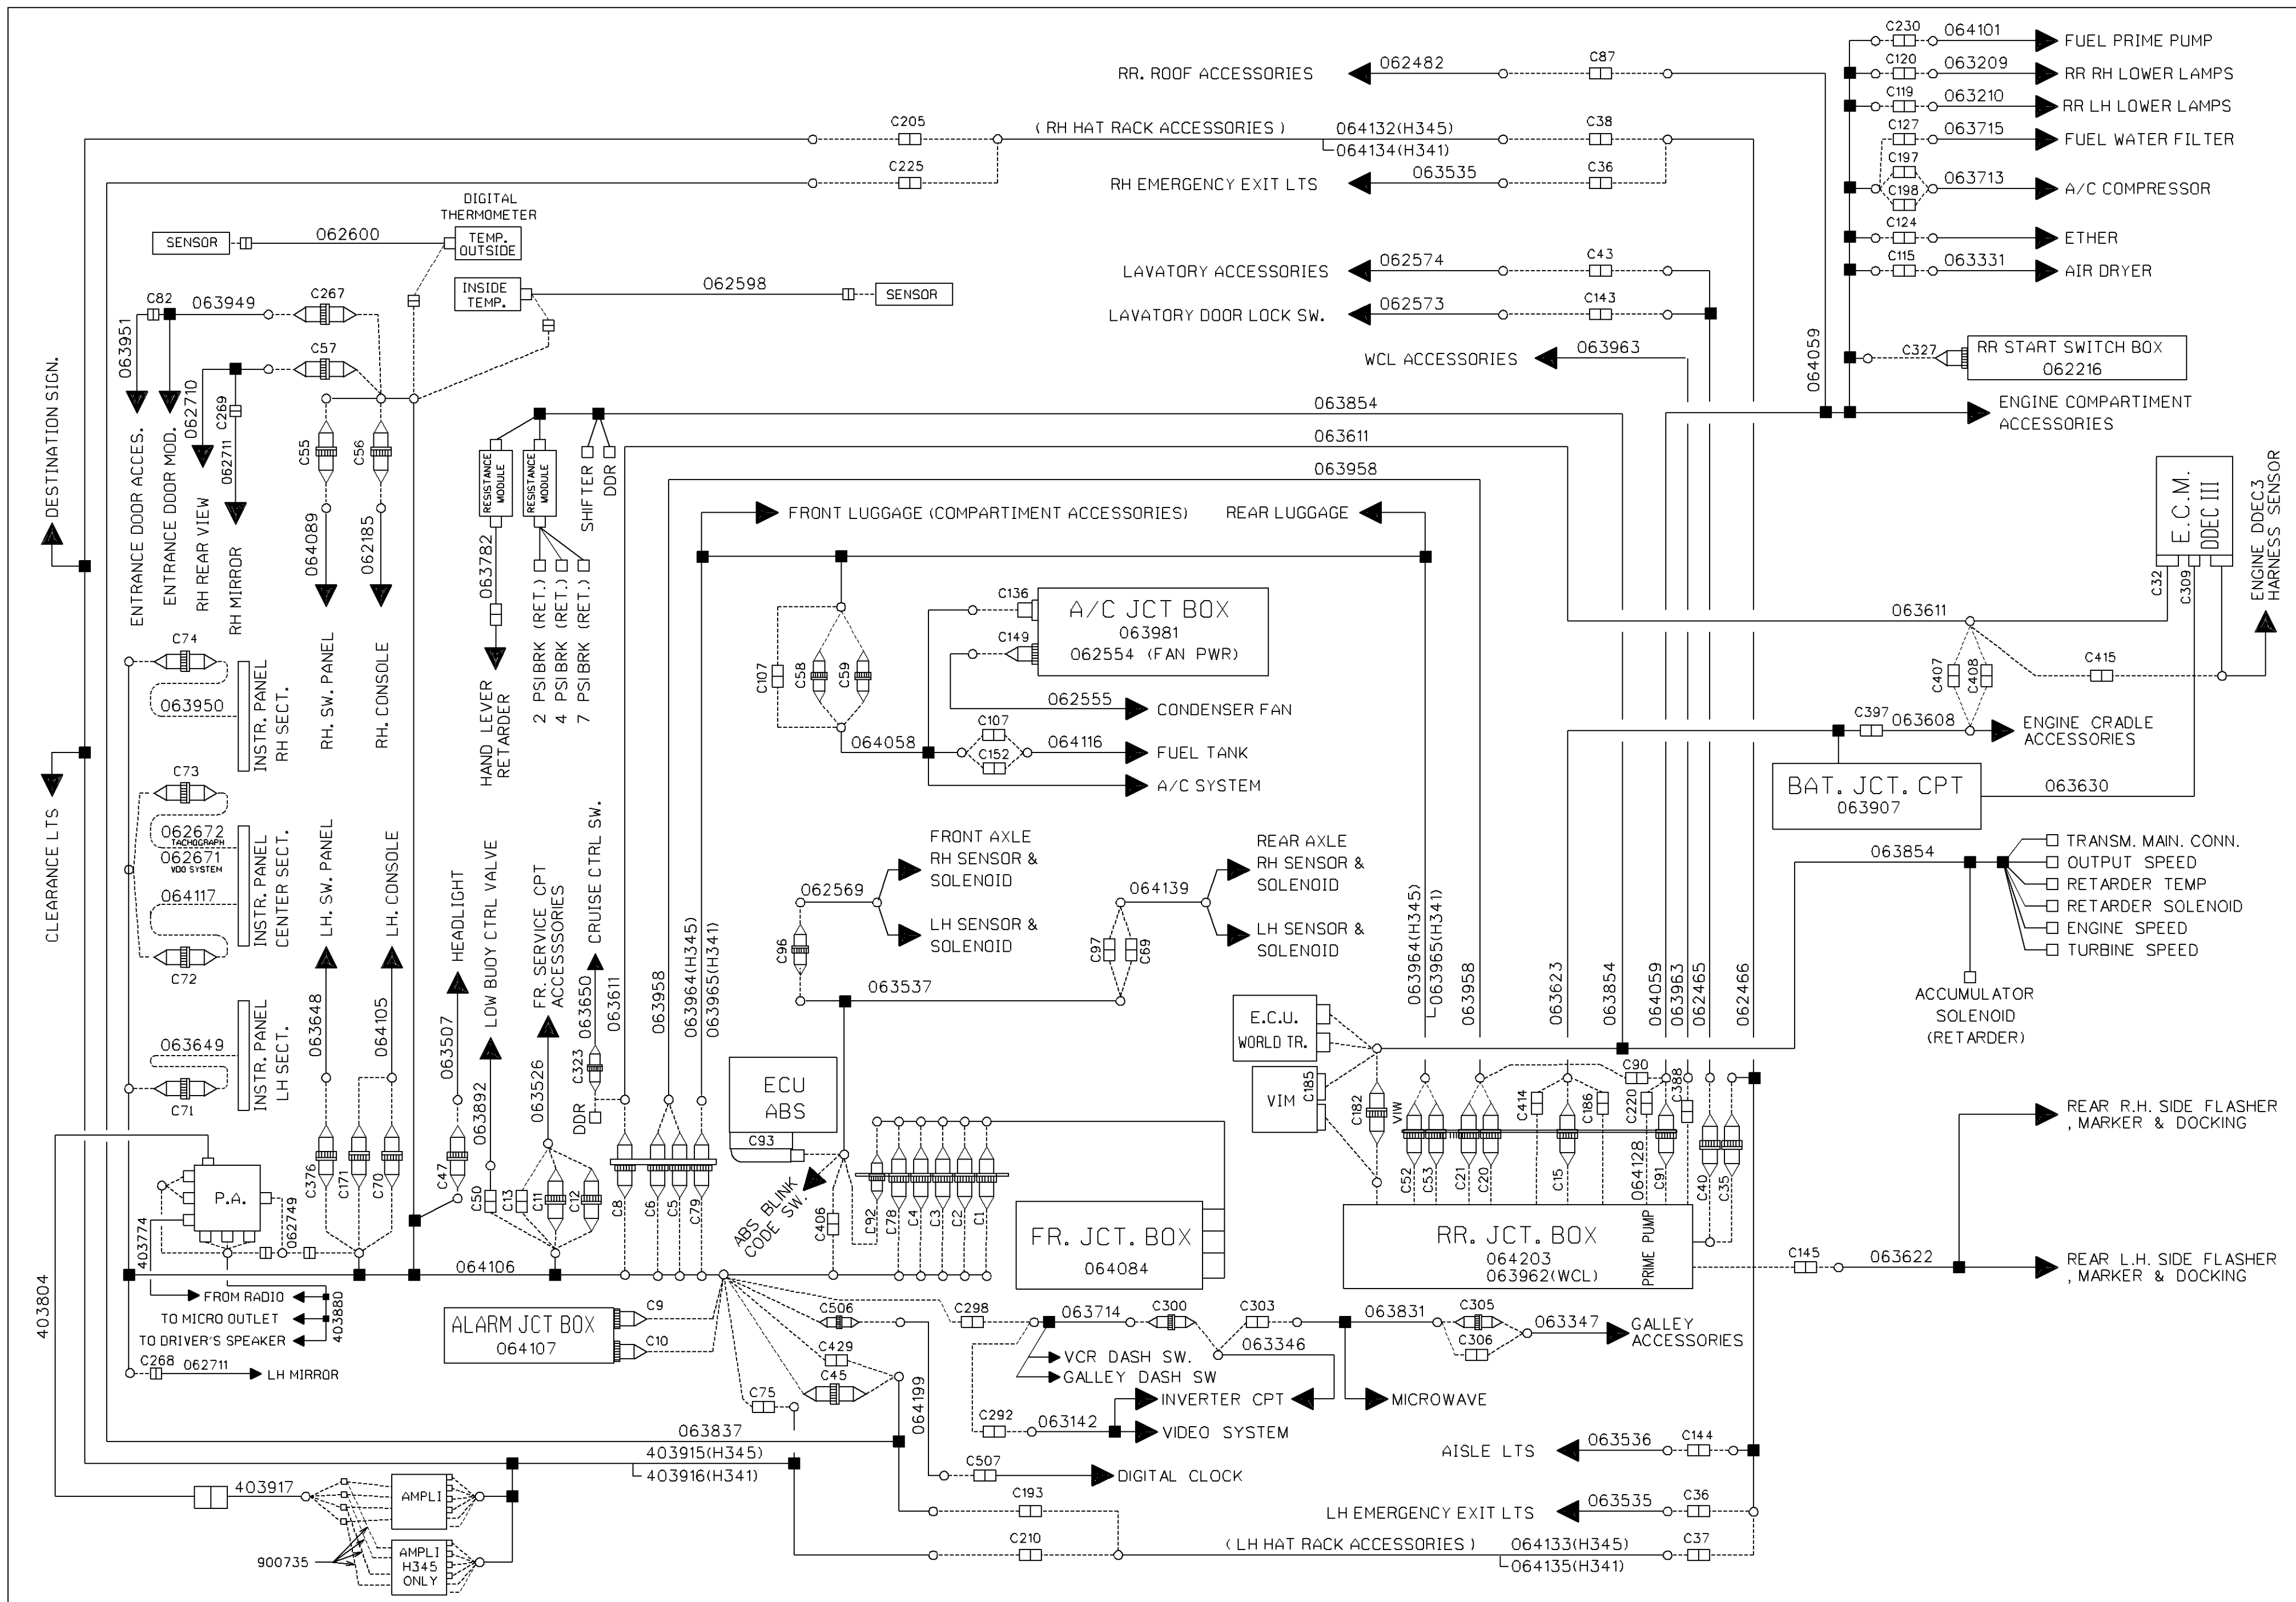 C230 064101 FUEL PRIME PUMP
C120 063209 RR RH LOWER LAMPS
C119 063210 RR LH LOWER LAMPS
C127 063715 FUEL WATER FILTER
C197
C198 063713 A/C COMPRESSOR
C124 ETHER
C115 063331 AIR DRYER
C327 RR START SWITCH BOX
062216
064059
ENGINE COMPARTIMENT
ACCESSORIES
RR. ROOF ACCESSORIES 062482 C87
C205 ( RH HAT RACK ACCESSORIES ) 064132(H345) C38
064134(H341)
C225
RH EMERGENCY EXIT LTS 063535 C36
LAVATORY ACCESSORIES 062574 C43
LAVATORY DOOR LOCK SW. 062573 C143
WCL ACCESSORIES 063963
DIGITAL
THERMOMETER
SENSOR 062600 TEMP.
OUTSIDE
INSIDE
TEMP. 062598 SENSOR
C82 063949 C267
063951
C57
062710
C269
062711
DESTINATION SIGN.
ENTRANCE DOOR ACCES.
ENTRANCE DOOR MOD.
RH REAR VIEW
RH MIRROR
C55
C56
064089
062185
RH. SW. PANEL
RH. CONSOLE
RESISTANCE
MODULE
RESISTANCE
MODULE
SHIFTER
DDR
063782
HAND LEVER
RETARDER
2 PSI BRK (RET.)
4 PSI BRK (RET.)
7 PSI BRK (RET.)
063854
063611
063958
FRONT LUGGAGE (COMPARTIMENT ACCESSORIES) REAR LUGGAGE
C107
C58
C59
C136
C149
A/C JCT BOX
063981
062554 (FAN PWR)
062555 CONDENSER FAN
064058
C107
C152
064116 FUEL TANK
A/C SYSTEM
E.C.M.
DDEC III
C32
C309
ENGINE DDEC3
HARNESS SENSOR
063611
C407
C408
C415
C397 063608 ENGINE CRADLE
ACCESSORIES
BAT. JCT. CPT
063907
063630
063854
TRANSM. MAIN. CONN.
OUTPUT SPEED
RETARDER TEMP
RETARDER SOLENOID
ENGINE SPEED
TURBINE SPEED
ACCUMULATOR
SOLENOID
(RETARDER)
C74
063950
INSTR. PANEL
RH SECT.
CLEARANCE LTS
C73
062672
TACHOGRAPH
062671
VDO SYSTEM
064117
C72
INSTR. PANEL
CENTER SECT.
063649
C71
INSTR. PANEL
LH SECT.
LH. SW. PANEL
LH. CONSOLE
063648
064105
C376
C171
C70
HEADLIGHT
063507
C47
LOW BUOY CTRL VALVE
063892
C50
FR. SERVICE CPT
ACCESSSORIES
063526
C13
C11
C12
CRUISE CTRL SW.
063650
C323
DDR
063611
063958
063964(H345)
063965(H341)
C8
C6
C5
C79
FRONT AXLE
RH SENSOR &
SOLENOID
062569
LH SENSOR &
SOLENOID
C96
063537
REAR AXLE
RH SENSOR &
SOLENOID
064139
LH SENSOR &
SOLENOID
C97
C69
ECU
ABS
C93
ABS BLINK
CODE SW.
C406
C92
C78
C4
C3
C2
C1
FR. JCT. BOX
064084
E.C.U.
WORLD TR.
VIM
C185
C182
VIW
063964(H345)
063965(H341)
063958
063623
063854
064059
063963
062465
062466
C52
C53
C21
C20
C414
C15
C186
C90
C220
064128
C91
C388
C40
C35
RR. JCT. BOX
064203
063962(WCL)
PRIME PUMP
C145 063622
REAR R.H. SIDE FLASHER
, MARKER & DOCKING
REAR L.H. SIDE FLASHER
, MARKER & DOCKING
P.A.
403774
062749
403804
064106
FROM RADIO
TO MICRO OUTLET
TO DRIVER'S SPEAKER
403880
C268 062711 LH MIRROR
ALARM JCT BOX
064107
C9
C10
C506
C429
C45
C75
064199
C298 063714 C300 C303 063831 C305
C306
063347 GALLEY
ACCESSORIES
063346
VCR DASH SW.
GALLEY DASH SW
INVERTER CPT MICROWAVE
C292 063142 VIDEO SYSTEM
063837
403915(H345)
403916(H341)
C507 DIGITAL CLOCK
AISLE LTS 063536 C144
403917
AMPLI
AMPLI
H345
ONLY
900735
C193
LH EMERGENCY EXIT LTS 063535 C36
C210 ( LH HAT RACK ACCESSORIES ) 064133(H345) C37
064135(H341)